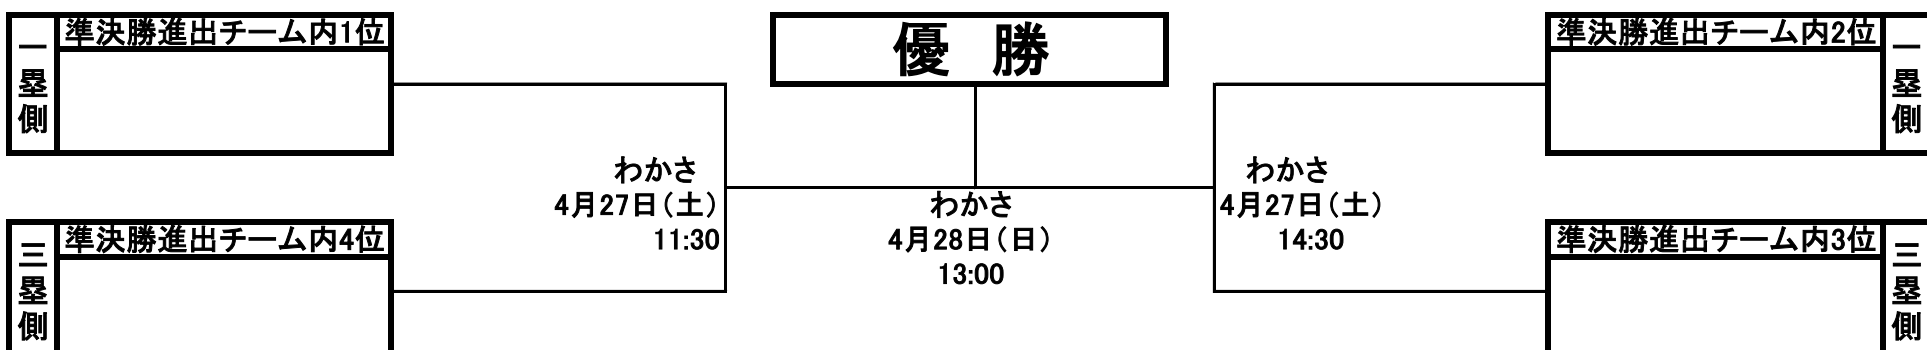 一塁側
準決勝進出チーム内1位
優　勝
準決勝進出チーム内2位
一塁側
わかさ
4月27日（土）
11:30
わかさ
4月28日（日）
13:00
わかさ
4月27日（土）
14:30
三塁側
準決勝進出チーム内4位
準決勝進出チーム内3位
三塁側